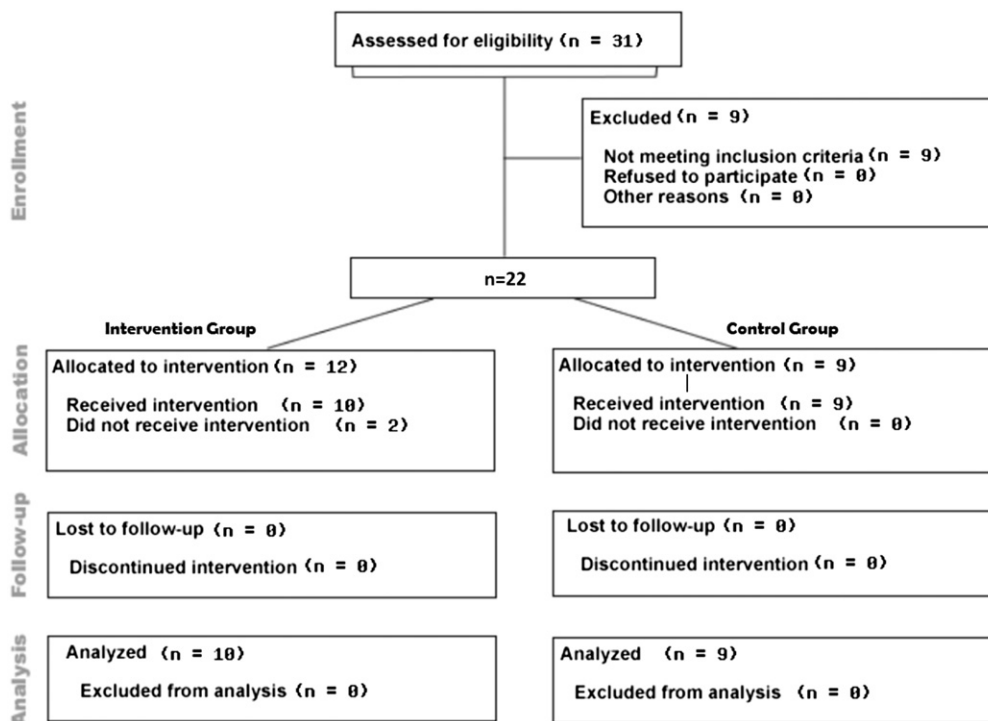 Assessed for eligibility (n = 31)
Enrollment
Excluded (n = 9)
Not meeting inclusion criteria (n = 9)
Refused to participate (n = 0)
Other reasons (n = 0)
n=22
Intervention Group
Control Group
Allocation
Allocated to intervention (n = 12)
Received intervention (n = 10)
Did not receive intervention (n = 2)
Allocated to intervention (n = 9)
Received intervention (n = 9)
Did not receive intervention (n = 0)
Follow-up
Lost to follow-up (n = 0)
Discontinued intervention (n = 0)
Lost to follow-up (n = 0)
Discontinued intervention (n = 0)
Analysis
Analyzed (n = 10)
Excluded from analysis (n = 0)
Analyzed (n = 9)
Excluded from analysis (n = 0)